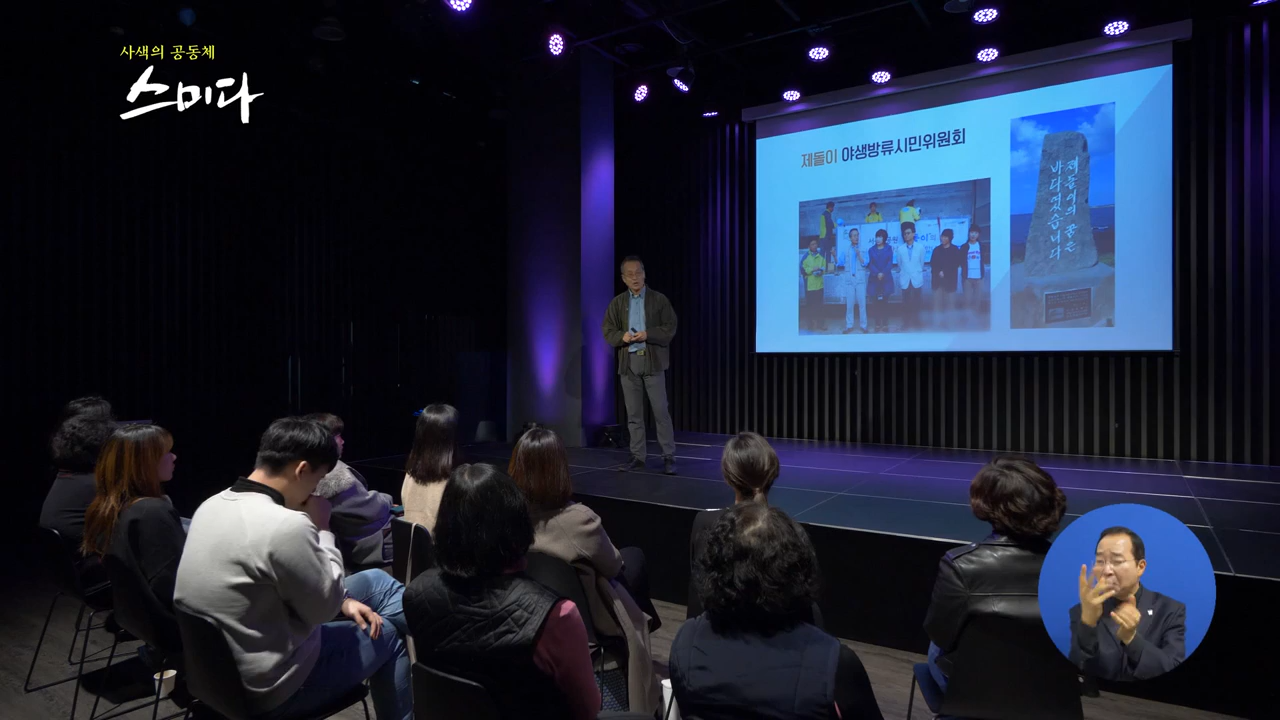 사색의 공동체
스미다
제돌이 야생방류시민위원회
제돌이의 꿈은
바다였습니다